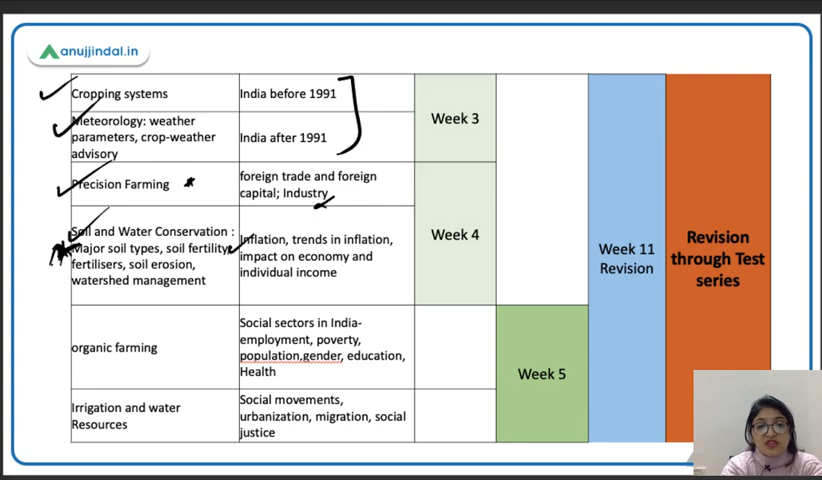 anujjindal.in
Cropping systems
India before 1991
Week 3
Meteorology: weather
parameters, crop-weather
advisory
India after 1991
Precision Farming
foreign trade and foreign
capital; Industry
Week 4
Soil and Water Conservation :
Major soil types, soil fertility,
fertilisers, soil erosion,
watershed management
Inflation, trends in inflation,
impact on economy and
individual income
Week 11
Revision
Revision
through Test
series
organic farming
Social sectors in India-
employment, poverty,
population,gender, education,
Health
Week 5
Irrigation and water
Resources
Social movements,
urbanization, migration, social
justice